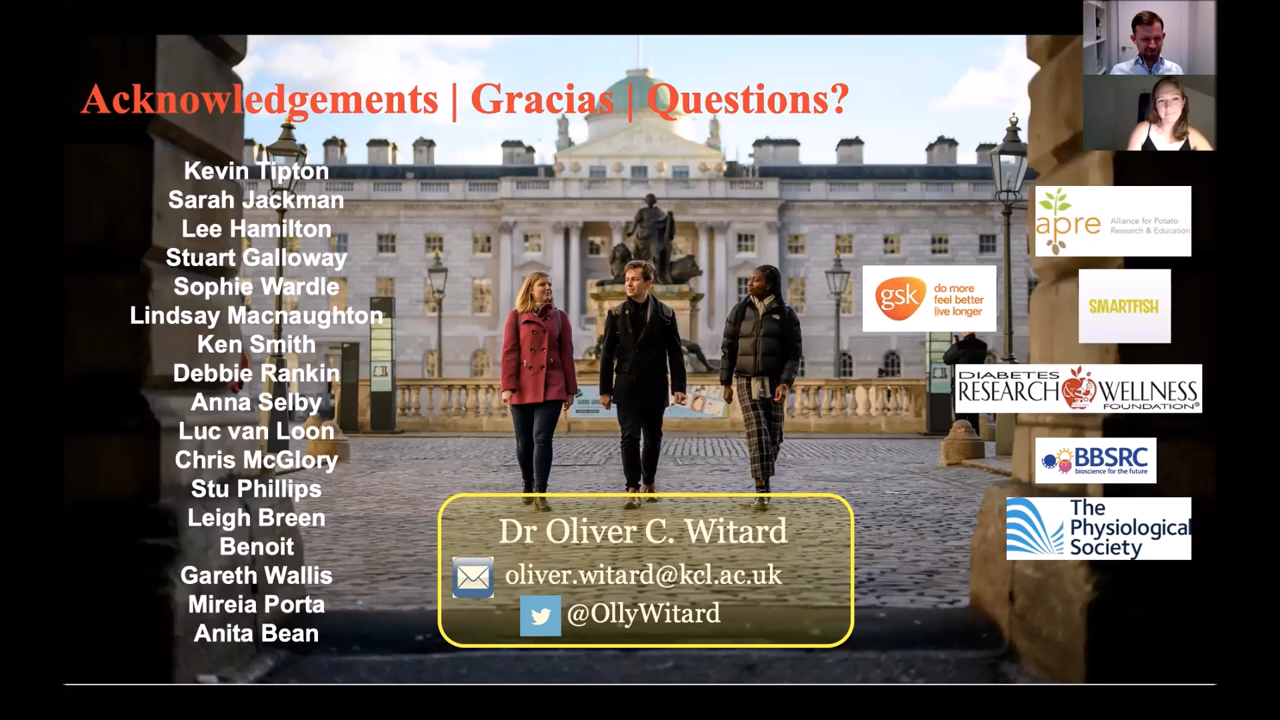 Acknowledgements | Gracias | Questions?
Kevin Tipton
Sarah Jackman
Lee Hamilton
Stuart Galloway
Sophie Wardle
Lindsay Macnaughton
Ken Smith
Debbie Rankin
Anna Selby
Luc van Loon
Chris McGlory
Stu Phillips
Leigh Breen
Benoit
Gareth Wallis
Mireia Porta
Anita Bean
apre
Alliance for Potato
Research & Education
gsk
do more
feel better
live longer
SMARTFISH
DIABETES
RESEARCH WELLNESS
FOUNDATION®
BBSRC
bioscience for the future
The
Physiological
Society
Dr Oliver C. Witard
oliver.witard@kcl.ac.uk
@OllyWitard